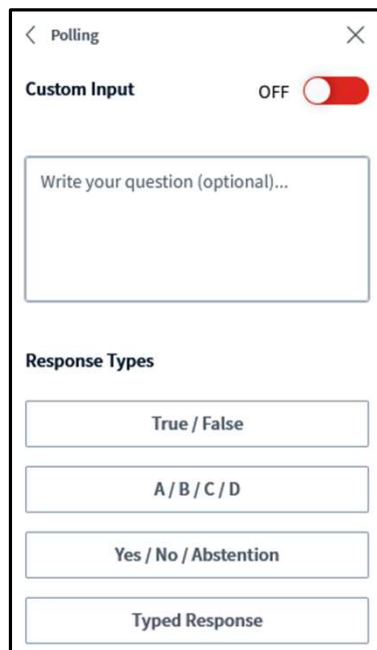 Polling
Custom Input OFF
Write your question (optional)...
Response Types
True / False
A / B / C / D
Yes / No / Abstention
Typed Response